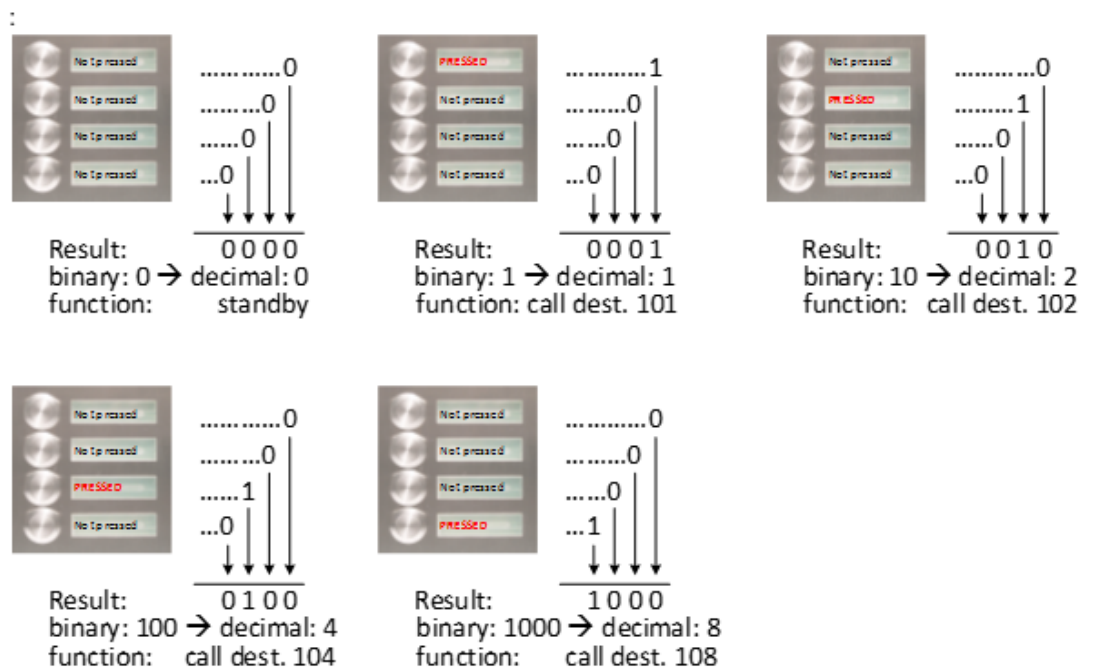 :
Not pressed
............0
Not pressed
.........0
Not pressed
......0
Not pressed
...0
Result: 0 0 0 0
binary: 0 → decimal: 0
function: standby
PRESSED
............1
Not pressed
.........0
Not pressed
......0
Not pressed
...0
Result: 0 0 0 1
binary: 1 → decimal: 1
function: call dest. 101
Not pressed
............0
PRESSED
.........1
Not pressed
......0
Not pressed
...0
Result: 0 0 1 0
binary: 10 → decimal: 2
function: call dest. 102
Not pressed
............0
Not pressed
.........0
PRESSED
......1
Not pressed
...0
Result: 0 1 0 0
binary: 100 → decimal: 4
function: call dest. 104
Not pressed
............0
Not pressed
.........0
Not pressed
......0
PRESSED
...1
Result: 1 0 0 0
binary: 1000 → decimal: 8
function: call dest. 108